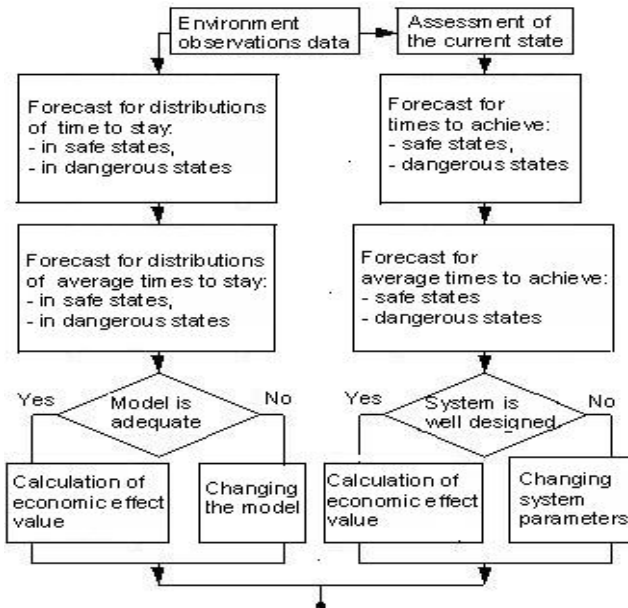 Environment
observations data
Assessment of
the current state
Forecast for distributions
of time to stay:
- in safe states,
- in dangerous states
Forecast for
times to achieve:
- safe states,
- dangerous states
Forecast for distributions
of average times to stay:
- in safe states,
- in dangerous states
Forecast for
average times to achieve:
- safe states
- dangerous states
Yes
Model is
adequate
No
Yes
System is
well designed
No
Calculation of
economic effect
value
Changing
the model
Calculation of
economic effect
value
Changing
system
parameters